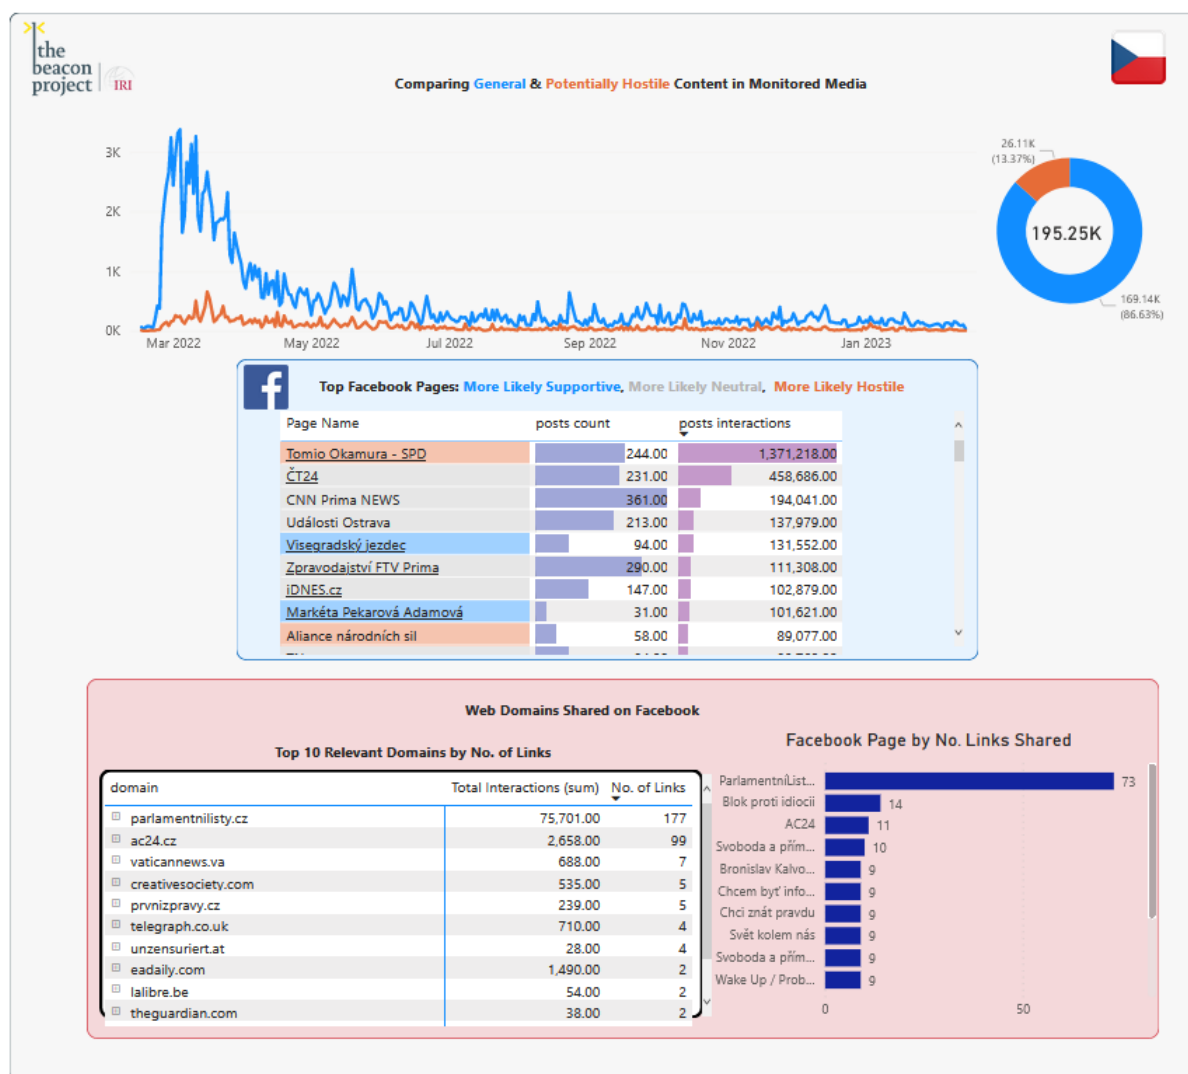 the
beacon
project
IRI
Comparing General & Potentially Hostile Content in Monitored Media
3K
2K
1K
0K
Mar 2022 May 2022 Jul 2022 Sep 2022 Nov 2022 Jan 2023
26.11K
(13.37%)
195.25K
169.14K
(86.63%)
Top Facebook Pages: More Likely Supportive, More Likely Neutral, More Likely Hostile
Page Name posts count posts interactions
Tomio Okamura - SPD 244.00 1,371,218.00
ČT24 231.00 458,686.00
CNN Prima NEWS 361.00 194,041.00
Události Ostrava 213.00 137,979.00
Visegradský jezdec 94.00 131,552.00
Zpravodajství FTV Prima 290.00 111,308.00
iDNES.cz 147.00 102,879.00
Markéta Pekarová Adamová 31.00 101,621.00
Aliance národních sil 58.00 89,077.00
Web Domains Shared on Facebook
Top 10 Relevant Domains by No. of Links
domain Total Interactions (sum) No. of Links
parlamentnilisty.cz 75,701.00 177
ac24.cz 2,658.00 99
vaticannews.va 688.00 7
creativesociety.com 535.00 5
prvnizpravy.cz 239.00 5
telegraph.co.uk 710.00 4
unzensuriert.at 28.00 4
eadaily.com 1,490.00 2
lalibre.be 54.00 2
theguardian.com 38.00 2
Facebook Page by No. Links Shared
ParlamentníList... 73
Blok proti idiocii 14
AC24 11
Svoboda a přím... 10
Bronislav Kalvo... 9
Chcem byť info... 9
Chci znát pravdu 9
Svět kolem nás 9
Svoboda a přím... 9
Wake Up / Prob... 9
0 50